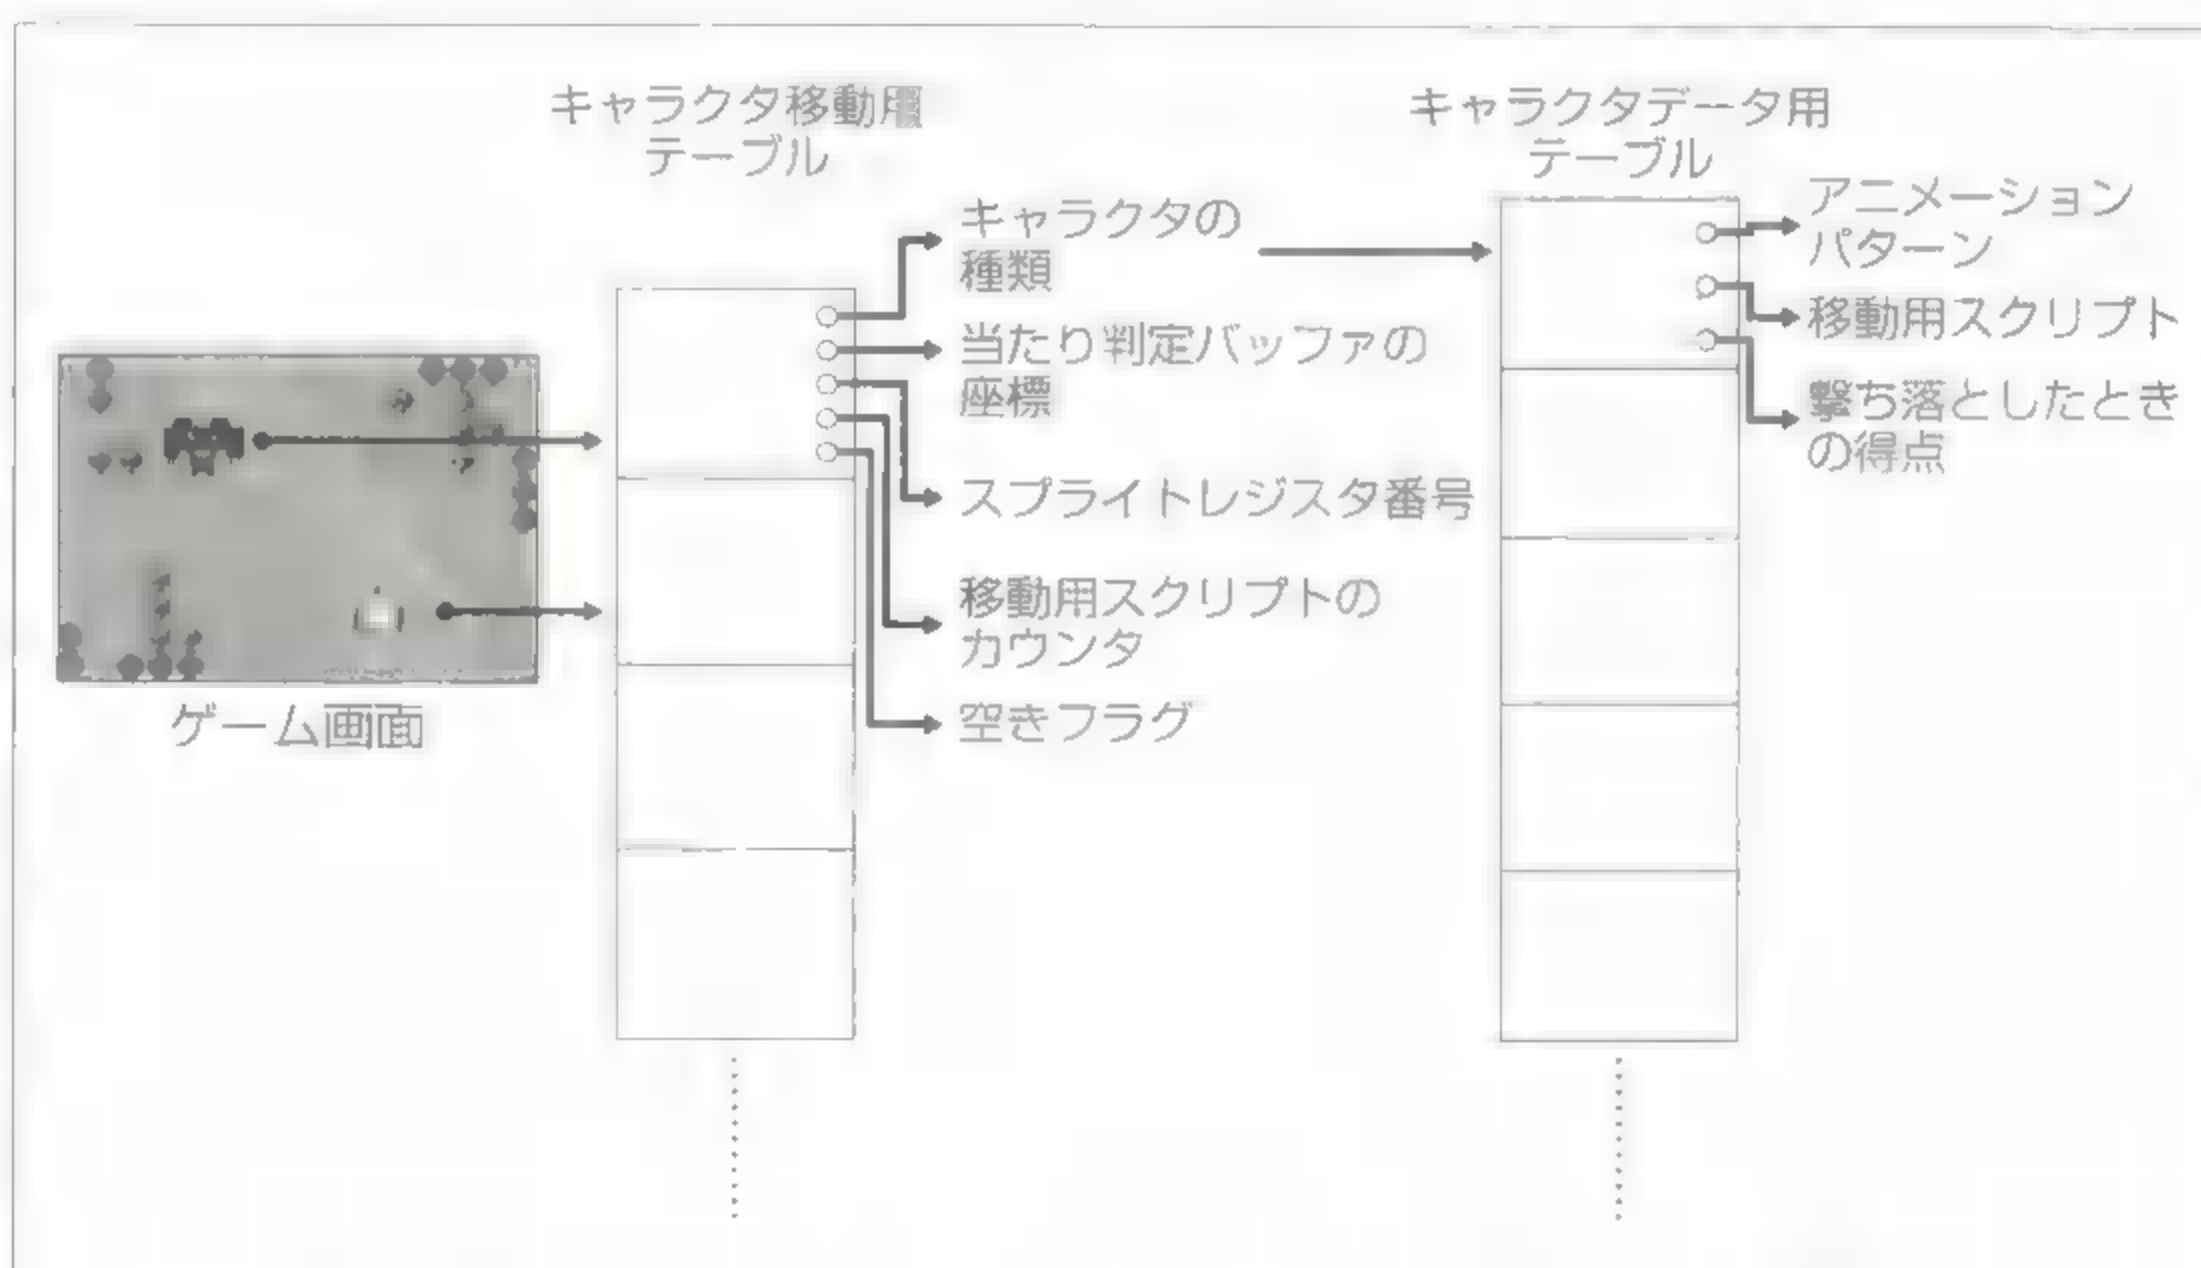 キャラクタ移動用
テーブル
キャラクタの
種類
当たり判定バッファの
座標
スプライトレジスタ番号
移動用スクリプトの
カウンタ
空きフラグ
ゲーム画面
キャラクタデータ用
テーブル
アニメーション
パターン
移動用スクリプト
撃ち落としたとき
の得点